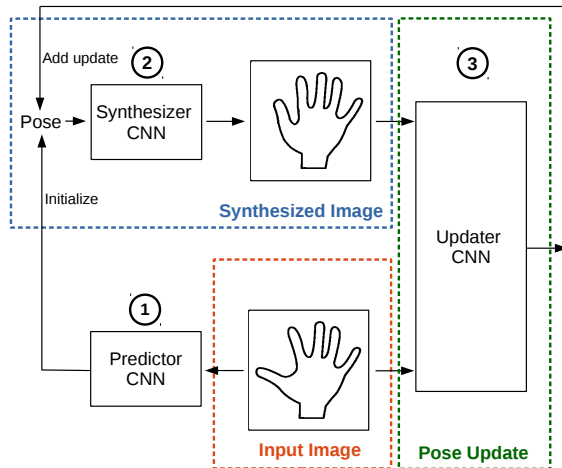 Add update
2
3
Synthesizer
CNN
Pose
Initialize
Synthesized Image
Updater
CNN
1
Predictor
CNN
Input Image
Pose Update